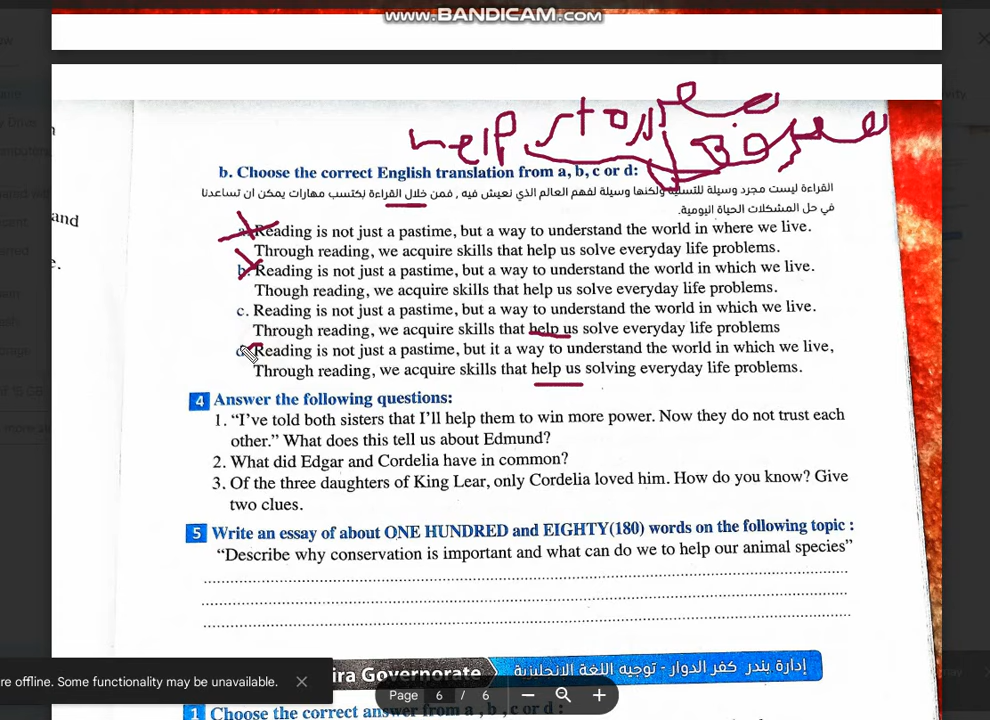 www.BANDICAM.com
help
b. Choose the correct English translation from a, b, c or d:
القراءة ليست مجرد وسيلة للتسلية ولكنها وسيلة لفهم العالم الذي نعيش فيه , فمن خلال القراءة نكتسب مهارات يمكن ان تساعدنا
في حل المشكلات الحياة اليومية.
a. Reading is not just a pastime, but a way to understand the world in where we live.
Through reading, we acquire skills that help us solve everyday life problems.
b. Reading is not just a pastime, but a way to understand the world in which we live.
Though reading, we acquire skills that help us solve everyday life problems.
c. Reading is not just a pastime, but a way to understand the world in which we live.
Through reading, we acquire skills that help us solve everyday life problems
d. Reading is not just a pastime, but it a way to understand the world in which we live,
Through reading, we acquire skills that help us solving everyday life problems.
4 Answer the following questions:
1. “I’ve told both sisters that I’ll help them to win more power. Now they do not trust each
other.” What does this tell us about Edmund?
2. What did Edgar and Cordelia have in common?
3. Of the three daughters of King Lear, only Cordelia loved him. How do you know? Give
two clues.
5 Write an essay of about ONE HUNDRED and EIGHTY(180) words on the following topic :
“Describe why conservation is important and what can do we to help our animal species”
ira Governorate
إدارة بندر كفر الدوار - توجيه اللغة الإنجليزية
re offline. Some functionality may be unavailable.
Page 6 / 6
1 Choose the correct answer from a , b , c or d :
and
e.